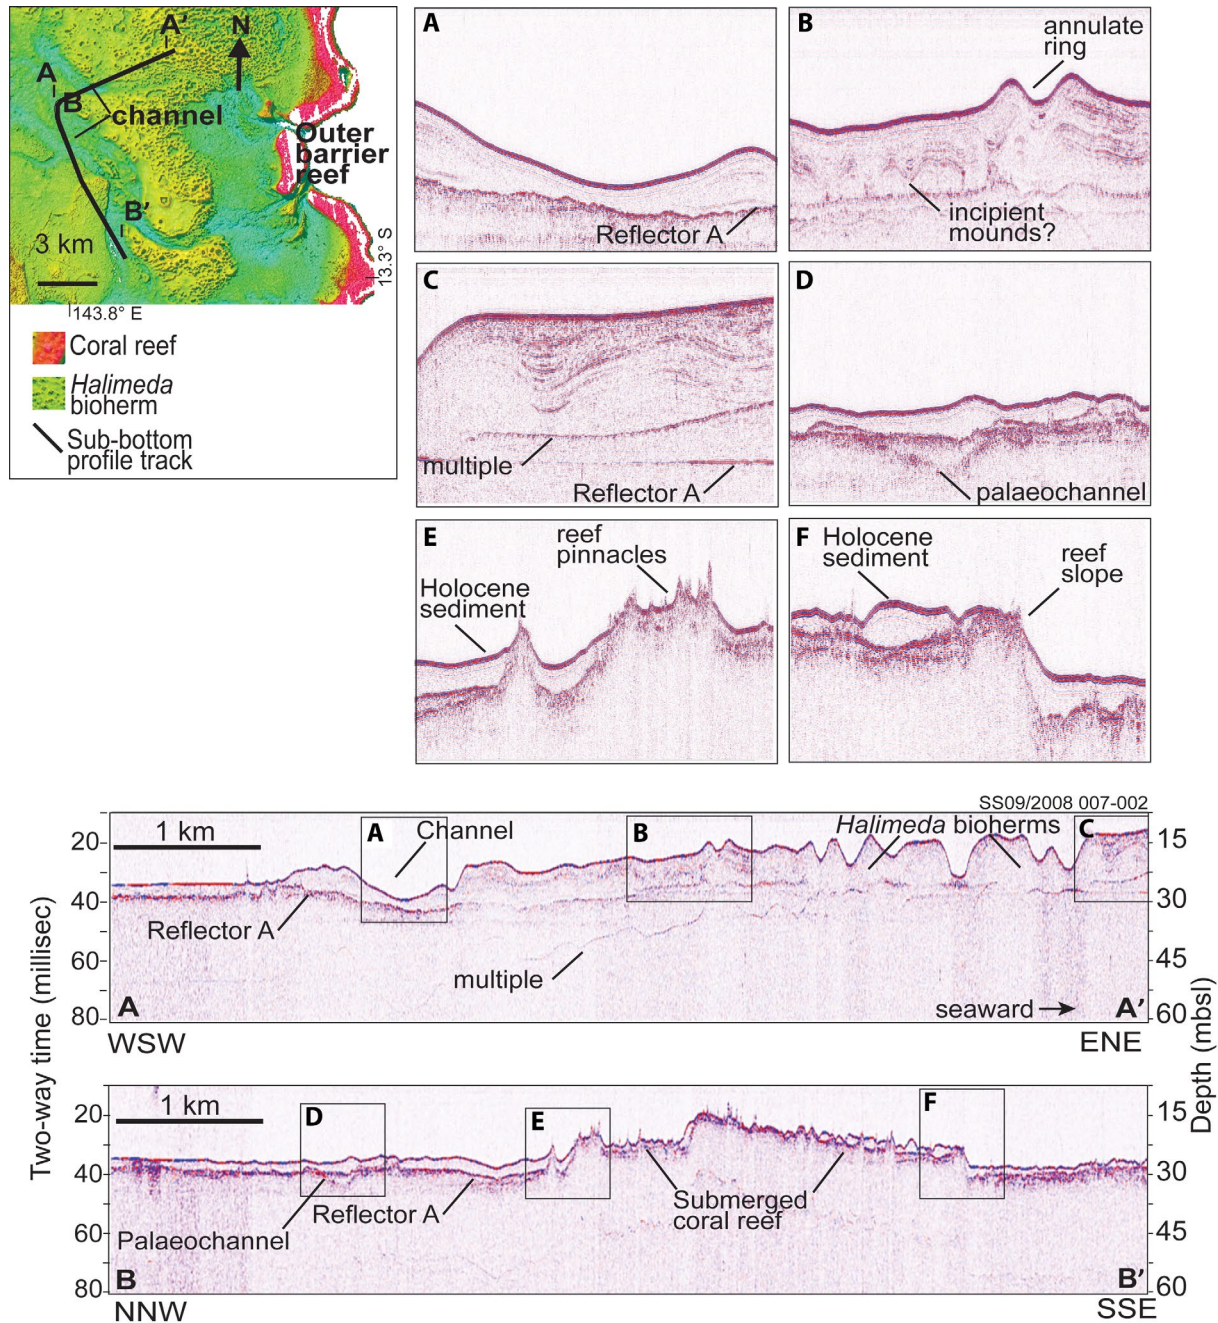 A'
N
A
B
channel
Outer
barrier
reef
B'
3 km
13.3° S
143.8° E
Coral reef
Halimeda
bioherm
Sub-bottom
profile track
A
Reflector A
B
annulate
ring
incipient
mounds?
C
multiple
Reflector A
D
palaeochannel
E
reef
pinnacles
Holocene
sediment
F
Holocene
sediment
reef
slope
SS09/2008 007-002
1 km
A
Channel
B
Halimeda bioherms
C
Reflector A
multiple
seaward
A
A'
WSW
ENE
20
40
60
80
15
30
45
60
Two-way time (millisec)
Depth (mbsl)
1 km
D
E
F
Reflector A
Palaeochannel
Submerged
coral reef
B
B'
NNW
SSE
20
40
60
80
15
30
45
60